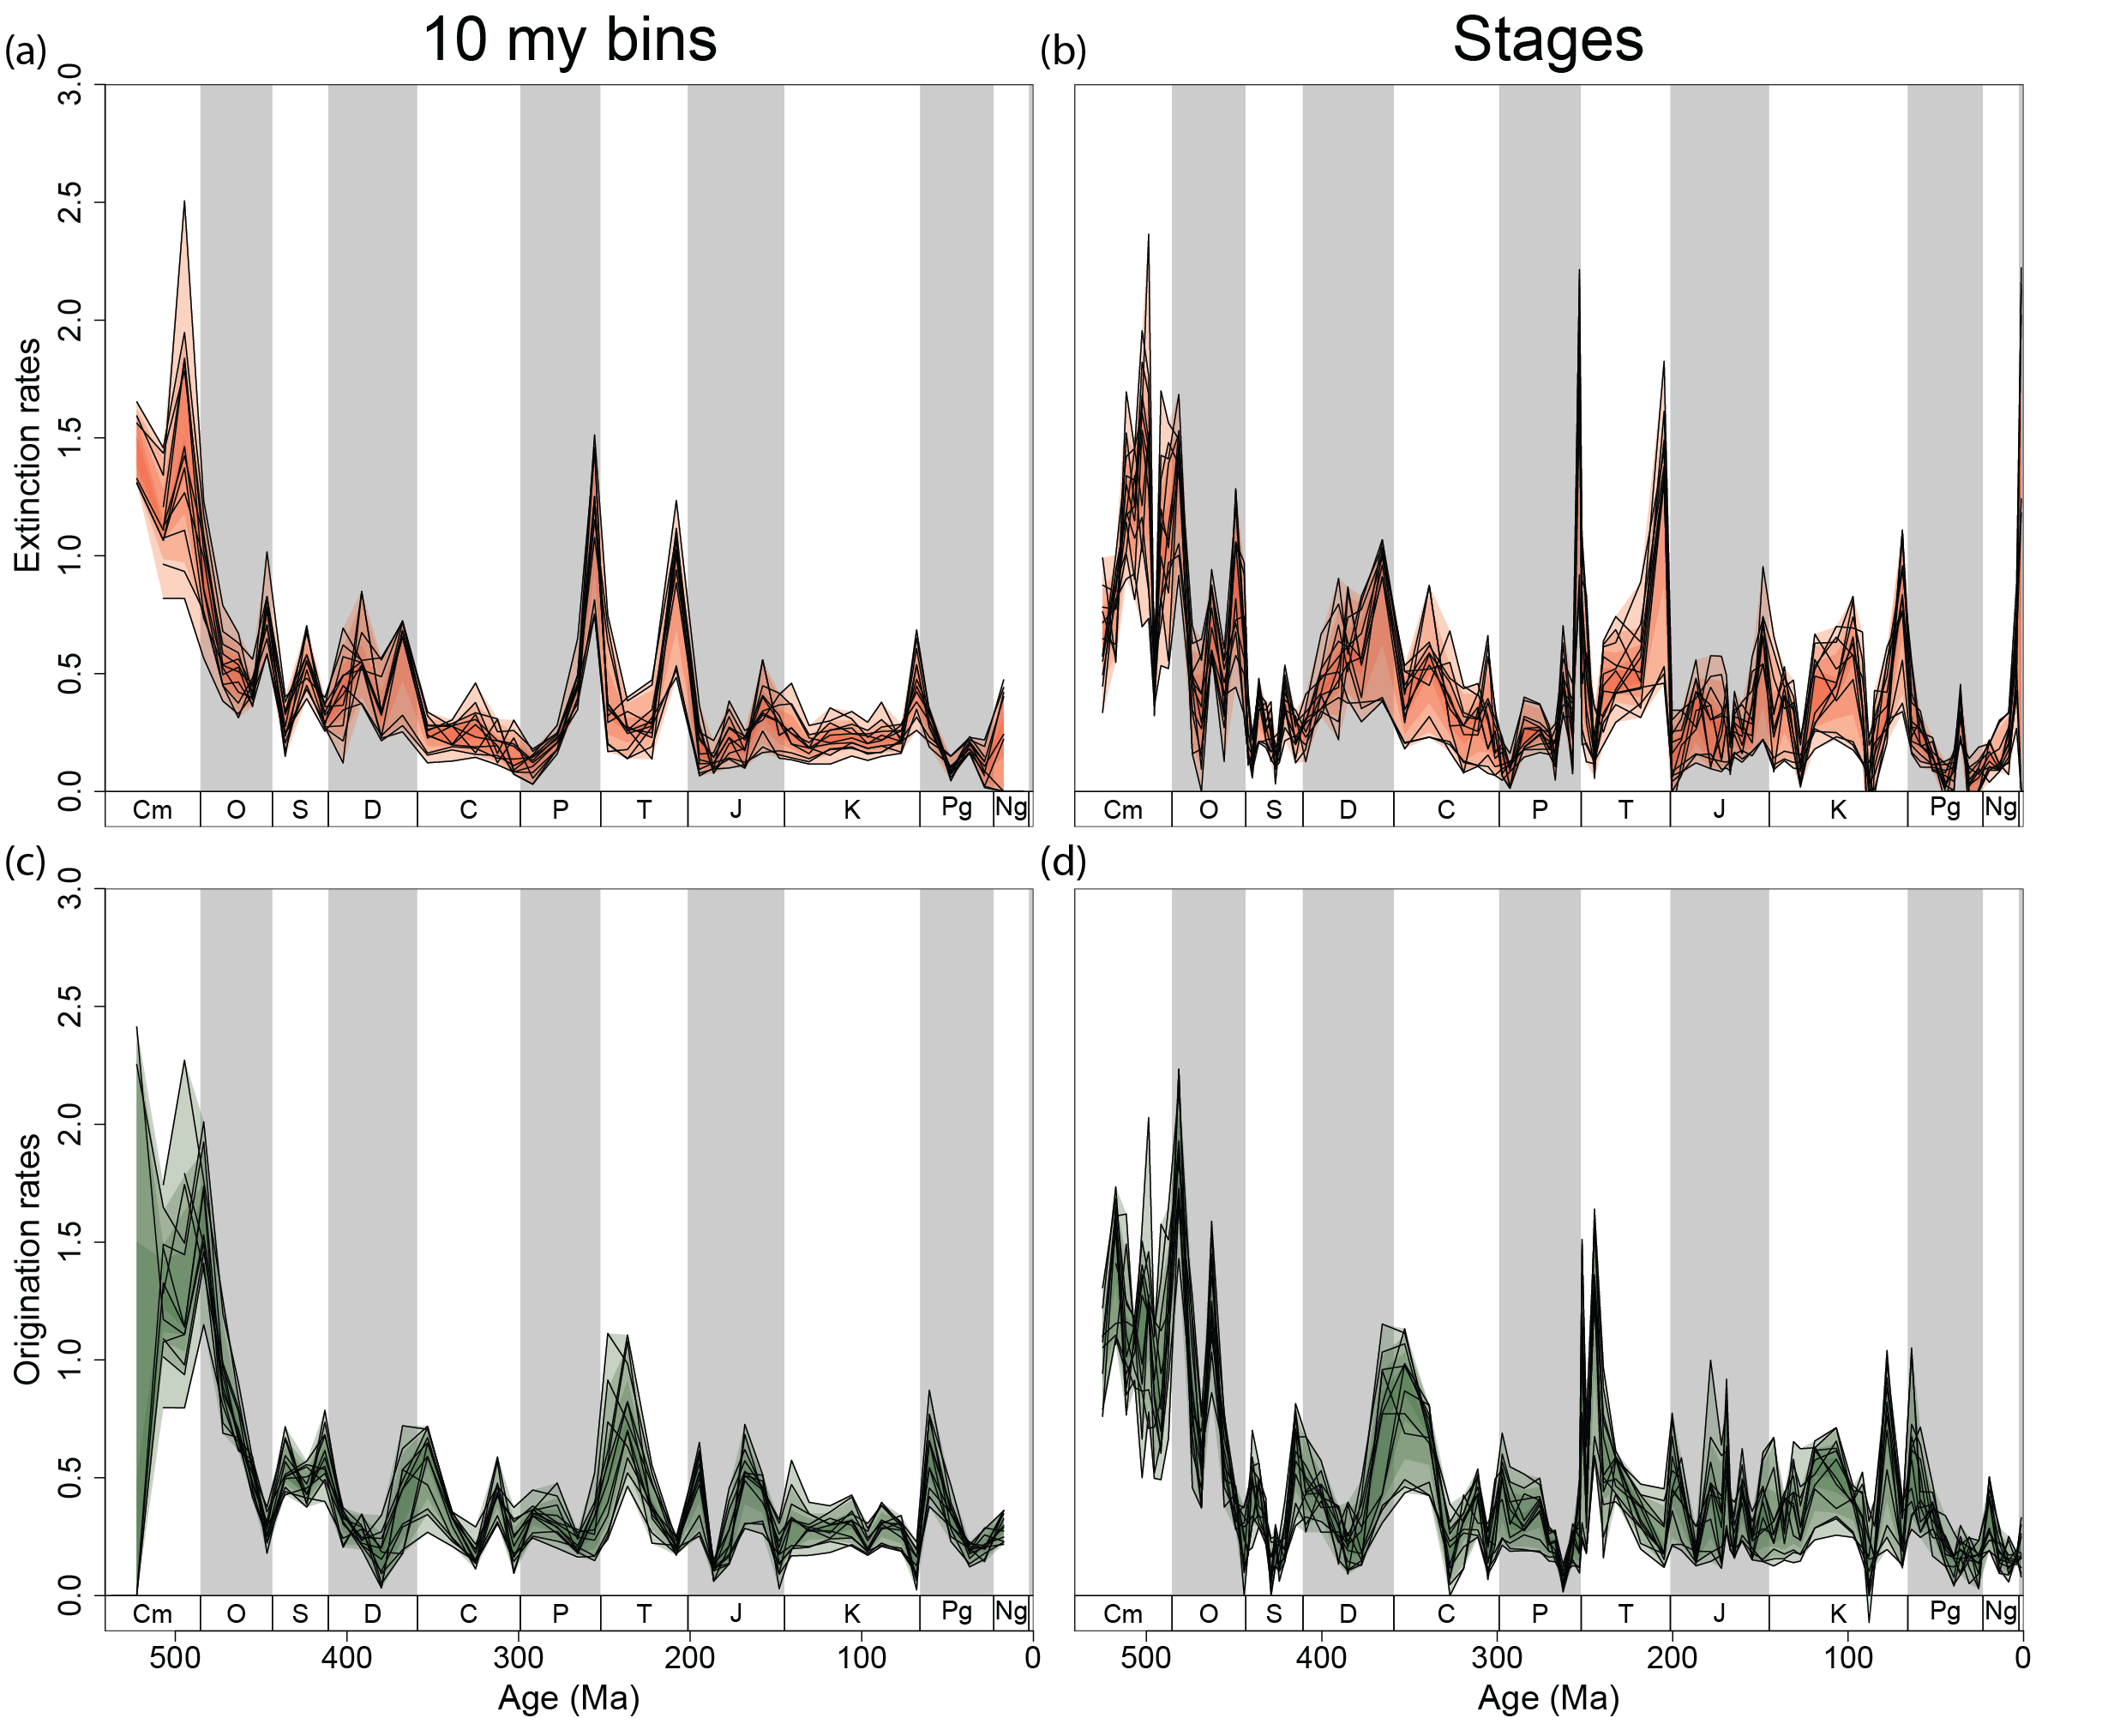 10 my bins
Stages
(a)
(b)
Extinction rates
3.0
2.5
2.0
1.5
1.0
0.5
0.0
Cm O S D C P T J K Pg Ng
Cm O S D C P T J K Pg Ng
(c)
(d)
Origination rates
3.0
2.5
2.0
1.5
1.0
0.5
0.0
Cm O S D C P T J K Pg Ng
Cm O S D C P T J K Pg Ng
500 400 300 200 100 0
500 400 300 200 100 0
Age (Ma)
Age (Ma)